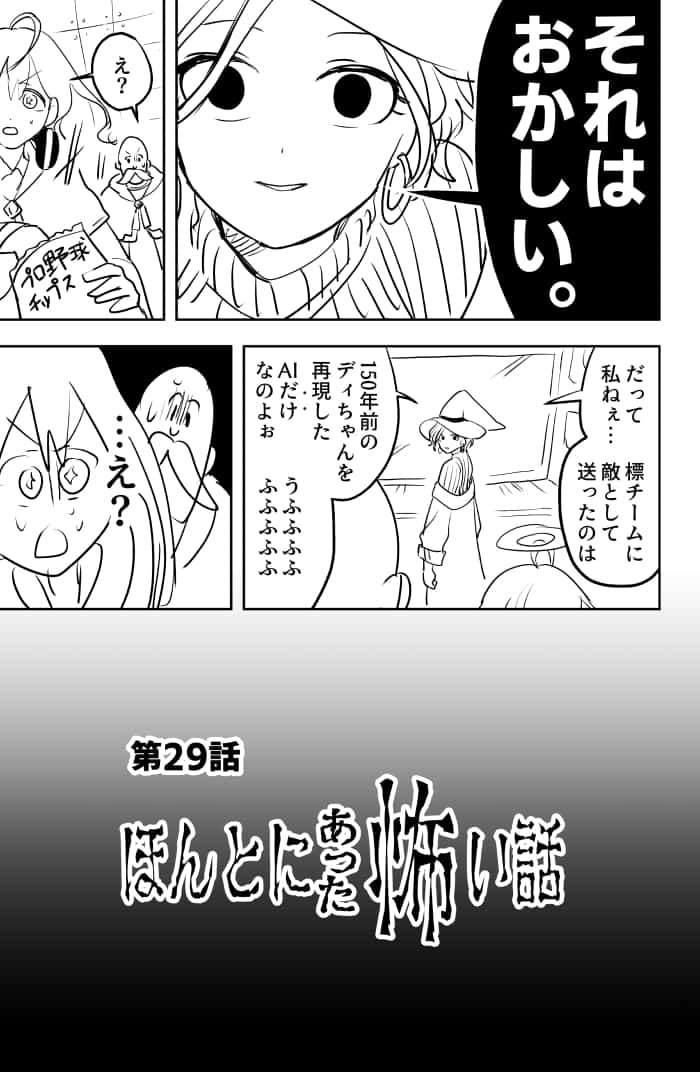 それは
おかしい。
え？
プロ野球
チップス
だって
私ねぇ…
標チームに
敵として
送ったのは
150年前の
ディちゃんを
再現した
AIだけ
なのよぉ
うふふふふ
ふふふふふ
…え？
第29話
ほんとにあった怖い話